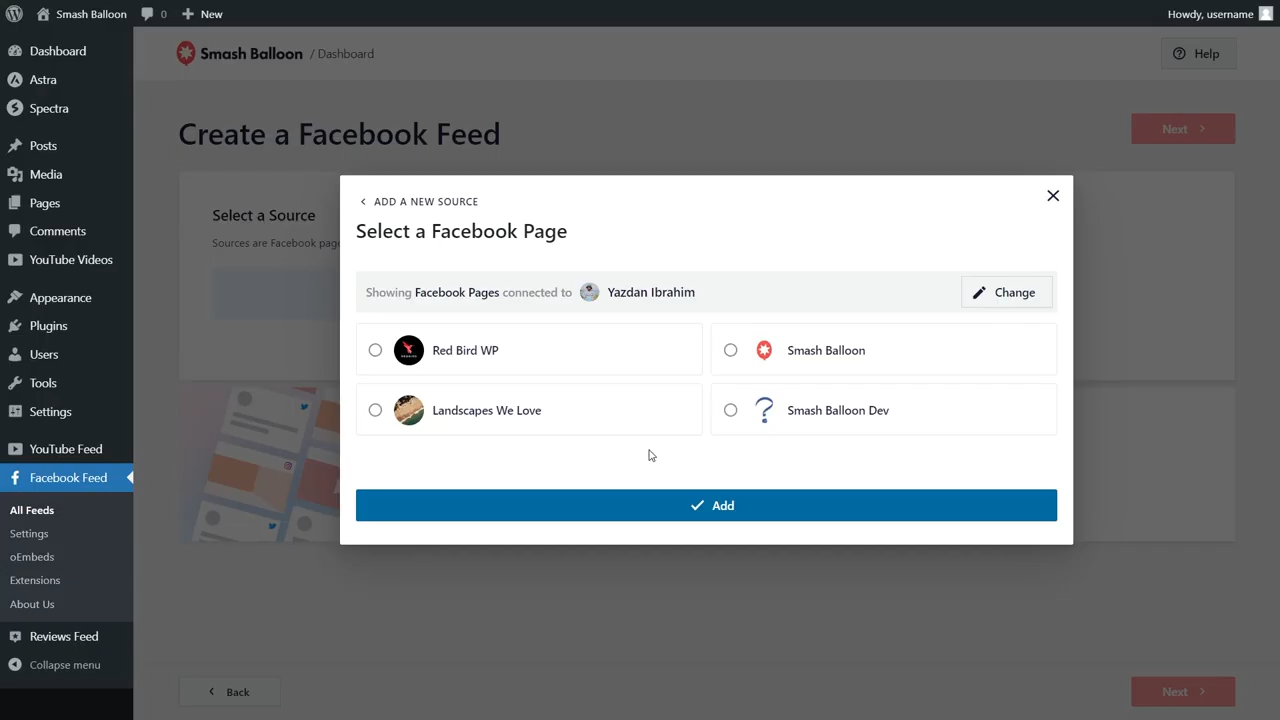 Smash Balloon
0
New
Howdy, username
Dashboard
Astra
Spectra
Posts
Media
Pages
Comments
YouTube Videos
Appearance
Plugins
Users
Tools
Settings
YouTube Feed
Facebook Feed
All Feeds
Settings
oEmbeds
Extensions
About Us
Reviews Feed
Collapse menu
Smash Balloon / Dashboard
Help
Create a Facebook Feed
Next
Select a Source
Sources are Facebook page
ADD A NEW SOURCE
Select a Facebook Page
Showing Facebook Pages connected to Yazdan Ibrahim
Change
Red Bird WP
Smash Balloon
Landscapes We Love
Smash Balloon Dev
Add
Back
Next